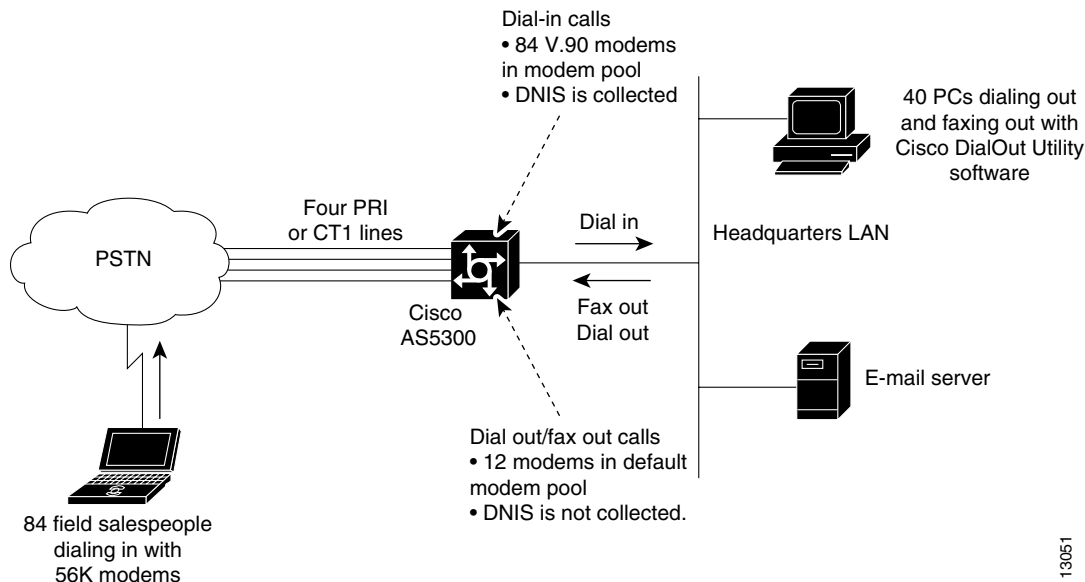 Dial-in calls
• 84 V.90 modems
in modem pool
• DNIS is collected
40 PCs dialing out
and faxing out with
Cisco DialOut Utility
software
Four PRI
or CT1 lines
PSTN
Dial in
Headquarters LAN
Cisco
AS5300
Fax out
Dial out
E-mail server
Dial out/fax out calls
• 12 modems in default
modem pool
• DNIS is not collected.
84 field salespeople
dialing in with
56K modems
13051